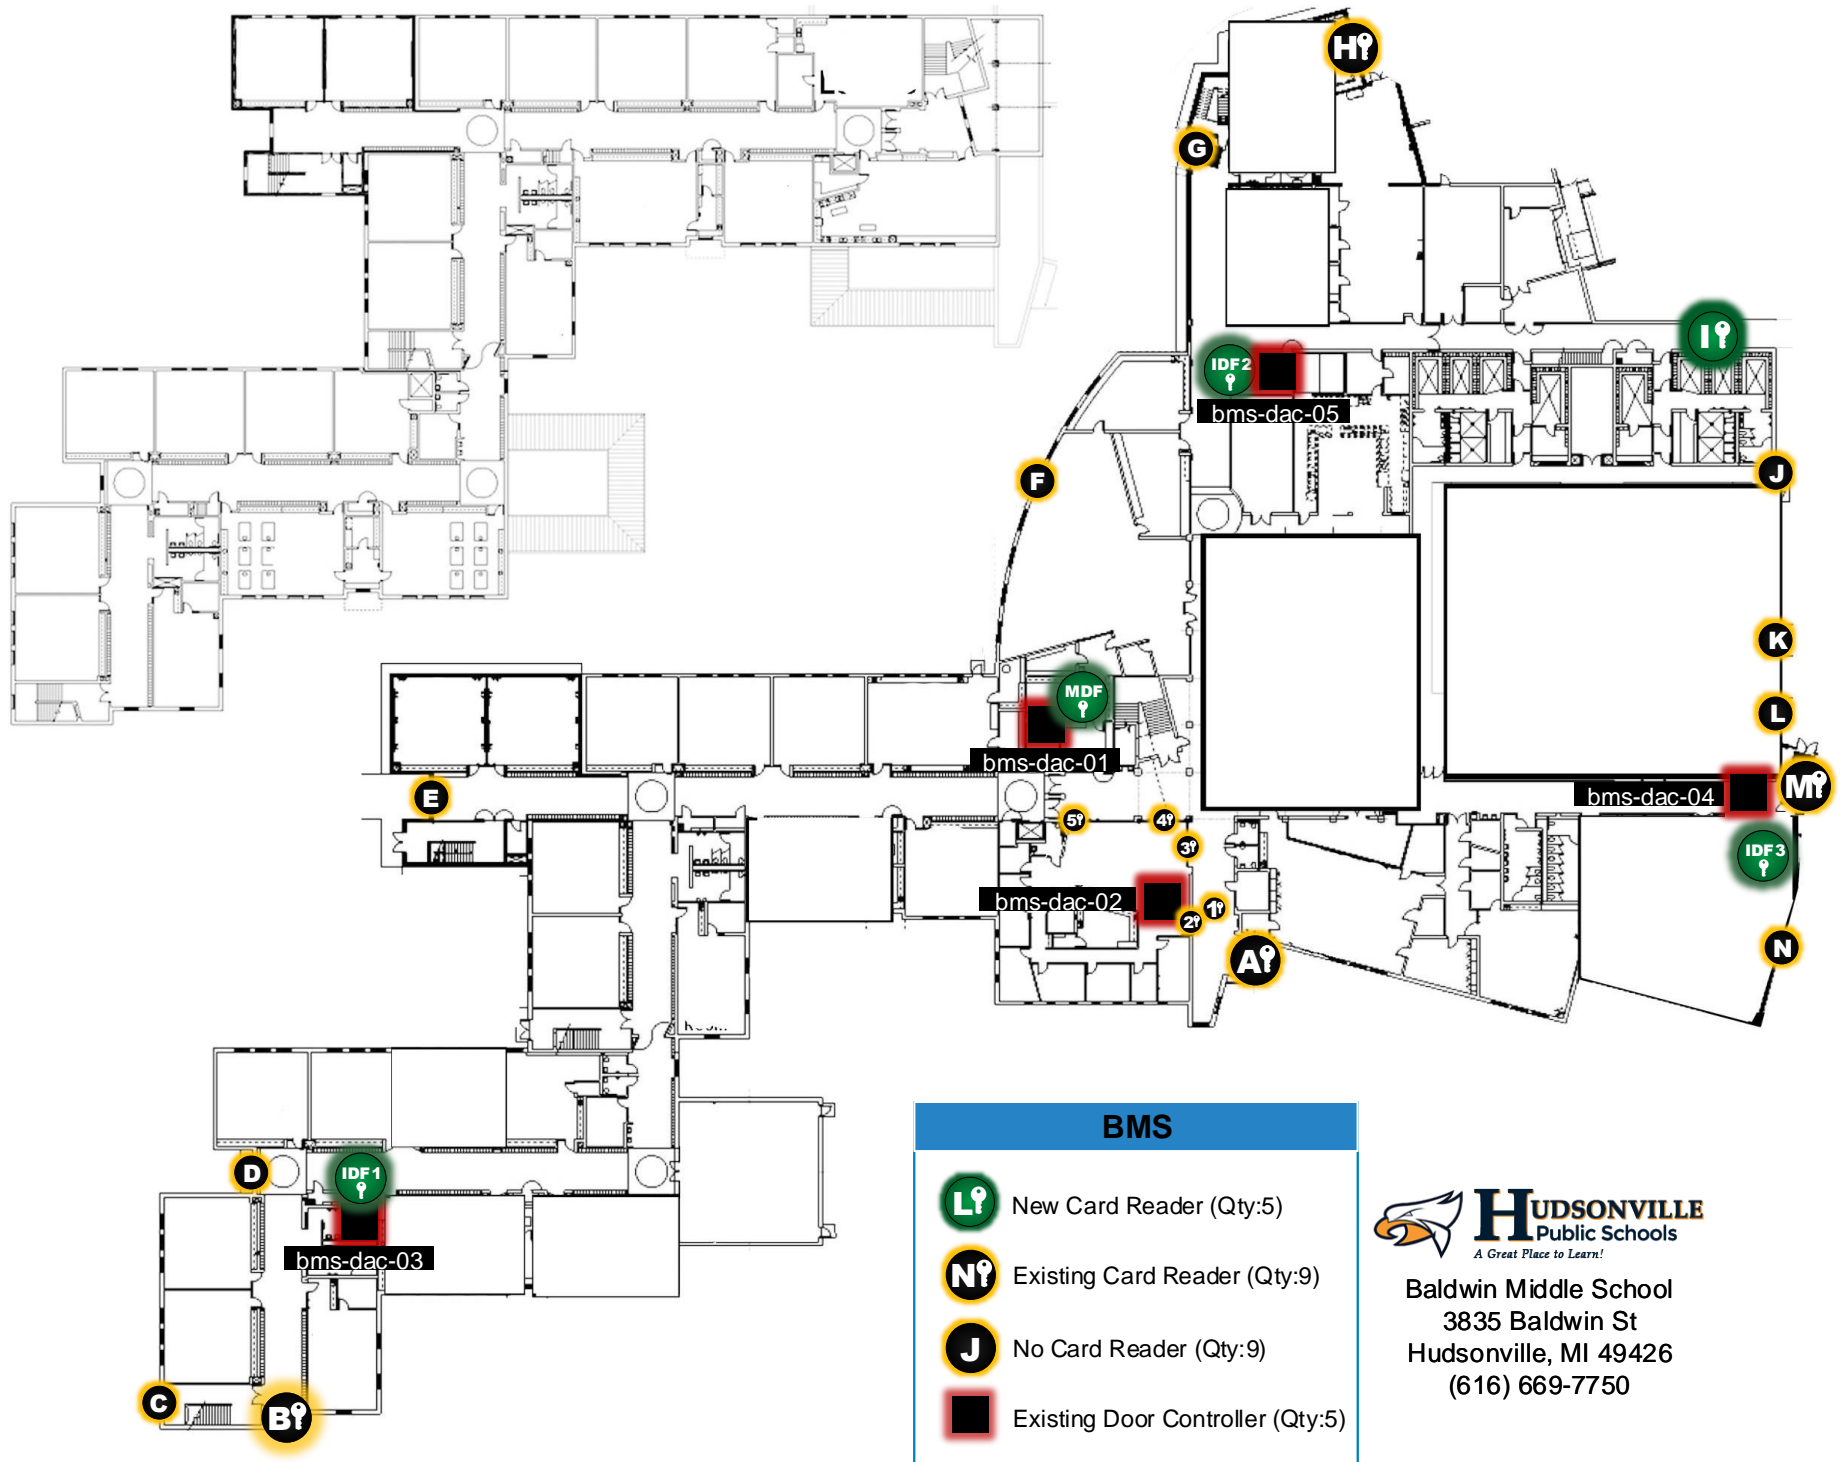 H
G
I
IDF2
bms-dac-05
F
J
K
MDF
L
bms-dac-01
M
E
bms-dac-04
5
4
3
IDF3
bms-dac-02
1
2
N
A
IDF1
D
bms-dac-03
C
B
BMS
L New Card Reader (Qty:5)
N Existing Card Reader (Qty:9)
J No Card Reader (Qty:9)
Existing Door Controller (Qty:5)
HUDSONVILLE
Public Schools
A Great Place to Learn!
Baldwin Middle School
3835 Baldwin St
Hudsonville, MI 49426
(616) 669-7750